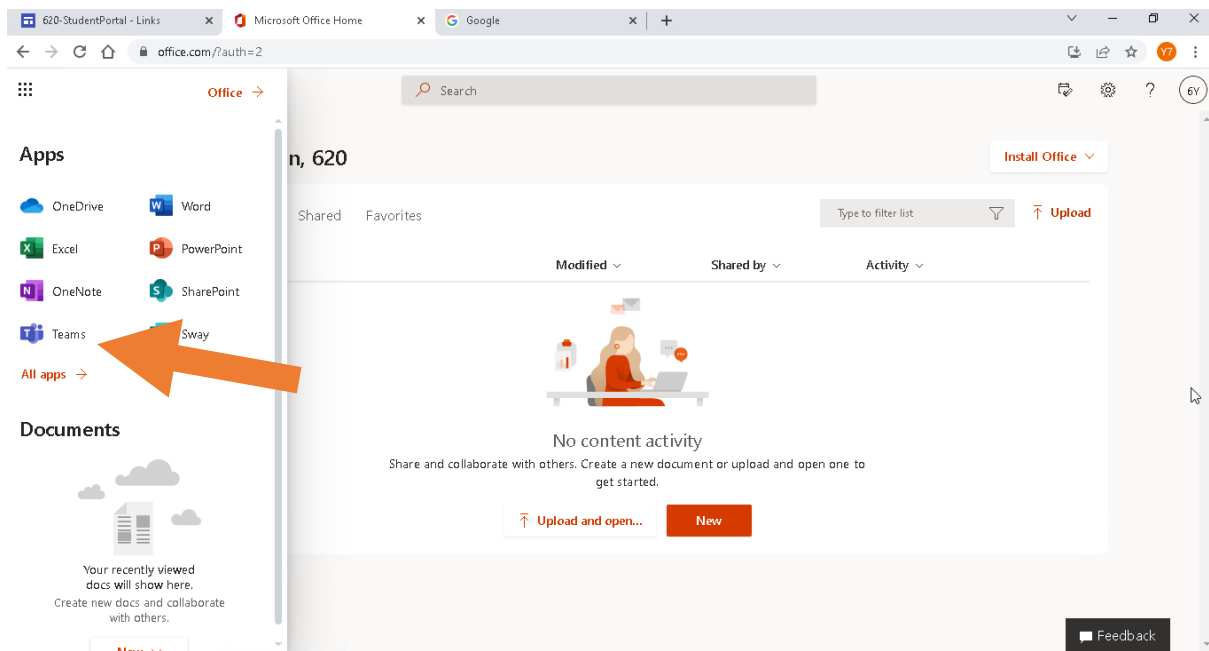 620-StudentPortal - Links
Microsoft Office Home
Google
office.com/?auth=2
Y7
Office
Search
6Y
Apps
n, 620
Install Office
OneDrive
Word
Shared
Favorites
Type to filter list
Upload
Excel
PowerPoint
Modified
Shared by
Activity
OneNote
SharePoint
Teams
Sway
All apps
Documents
No content activity
Share and collaborate with others. Create a new document or upload and open one to
get started.
Upload and open...
New
Your recently viewed
docs will show here.
Create new docs and collaborate
with others.
New
Feedback